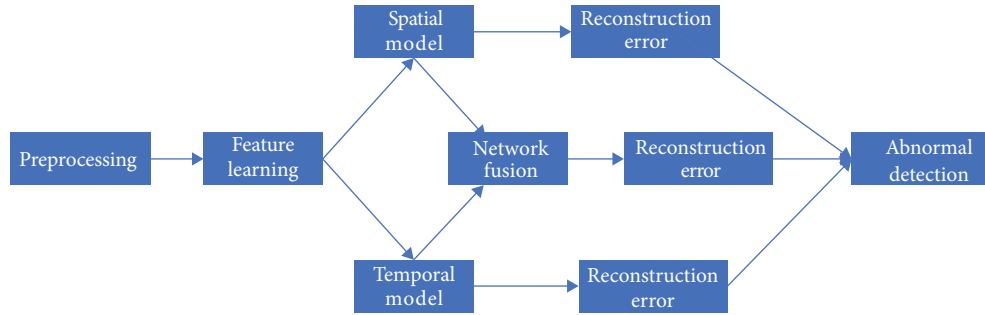 Spatial
model
Reconstruction
error
Preprocessing
Feature
learning
Network
fusion
Reconstruction
error
Abnormal
detection
Temporal
model
Reconstruction
error